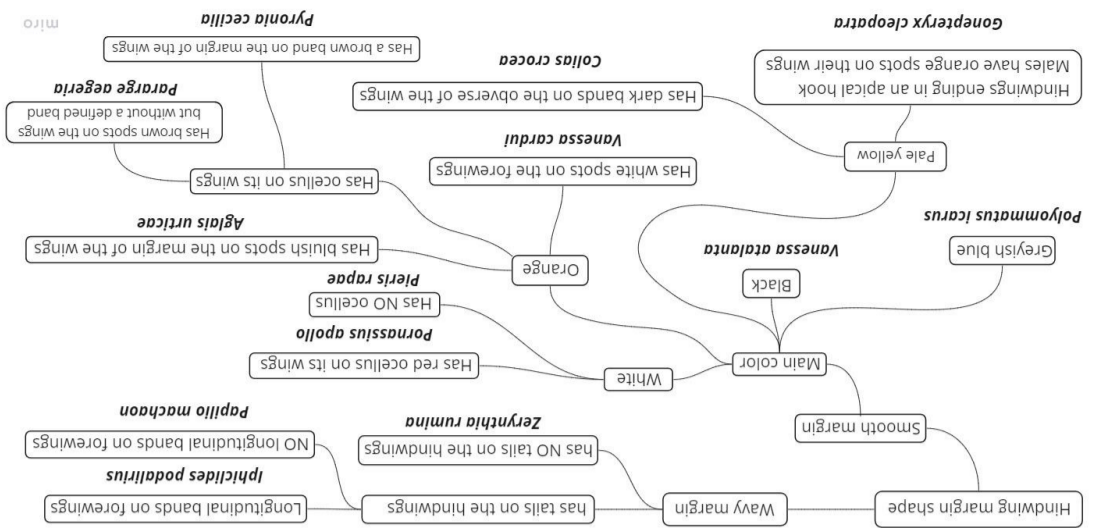 Hindwing margin shape
Wavy margin
has tails on the hindwings
Longitudinal bands on forewings
Iphiclides podalirius
NO longitudinal bands on forewings
Papilio machaon
has NO tails on the hindwings
Zerynthia rumina
Smooth margin
Main color
White
Has red ocellus on its wings
Pornassius apollo
Has NO ocellus
Pieris rapae
Black
Vanessa atalanta
Greyish blue
Polyommatus icarus
Orange
Has bluish spots on the margin of the wings
Aglais urticae
Has white spots on the forewings
Vanessa cardui
Has ocellus on its wings
Has brown spots on the wings
but without a defined band
Pararge aegeria
Has a brown band on the margin of the wings
Pyronia cecilia
Pale yellow
Hindwings ending in an apical hook
Males have orange spots on their wings
Gonepteryx cleopatra
Has dark bands on the obverse of the wings
Colias crocea
miro